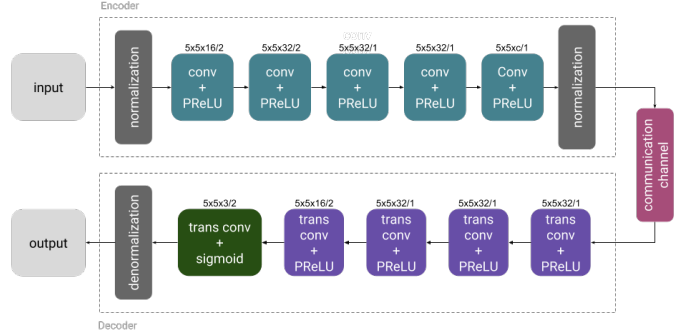 Encoder
5x5x16/2
5x5x32/2
5x5x32/1
5x5x32/1
5x5xc/1
input
normalization
conv
+
PReLU
conv
+
PReLU
conv
+
PReLU
conv
+
PReLU
Conv
+
PReLU
normalization
communication
channel
5x5x3/2
5x5x16/2
5x5x32/1
5x5x32/1
5x5x32/1
output
denormalization
trans conv
+
sigmoid
trans
conv
+
PReLU
trans
conv
+
PReLU
trans
conv
+
PReLU
trans
conv
+
PReLU
Decoder